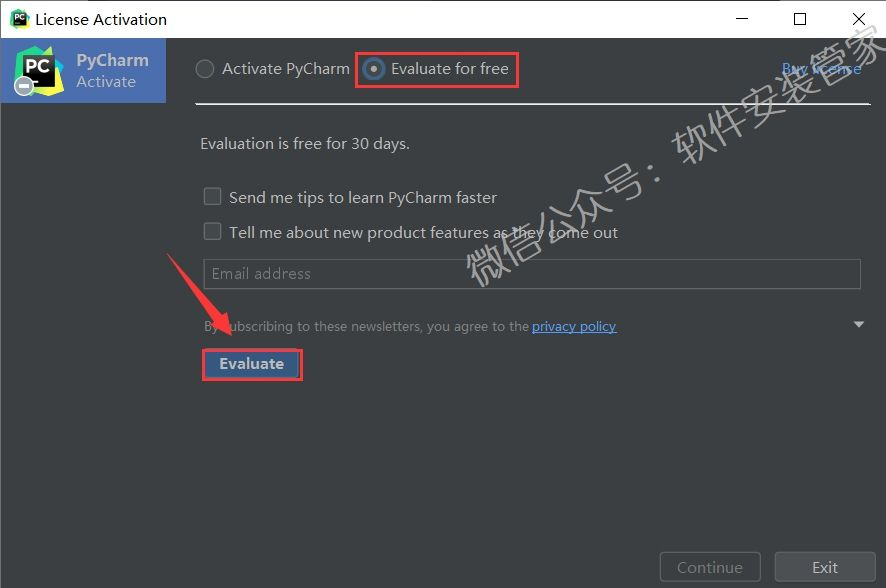 License Activation
PyCharm
Activate
Activate PyCharm
Evaluate for free
Buy license
Evaluation is free for 30 days.
Send me tips to learn PyCharm faster
Tell me about new product features as they come out
Email address
By subscribing to these newsletters, you agree to the privacy policy
Evaluate
Continue
Exit
微信公众号：软件安装管家
PC
PC